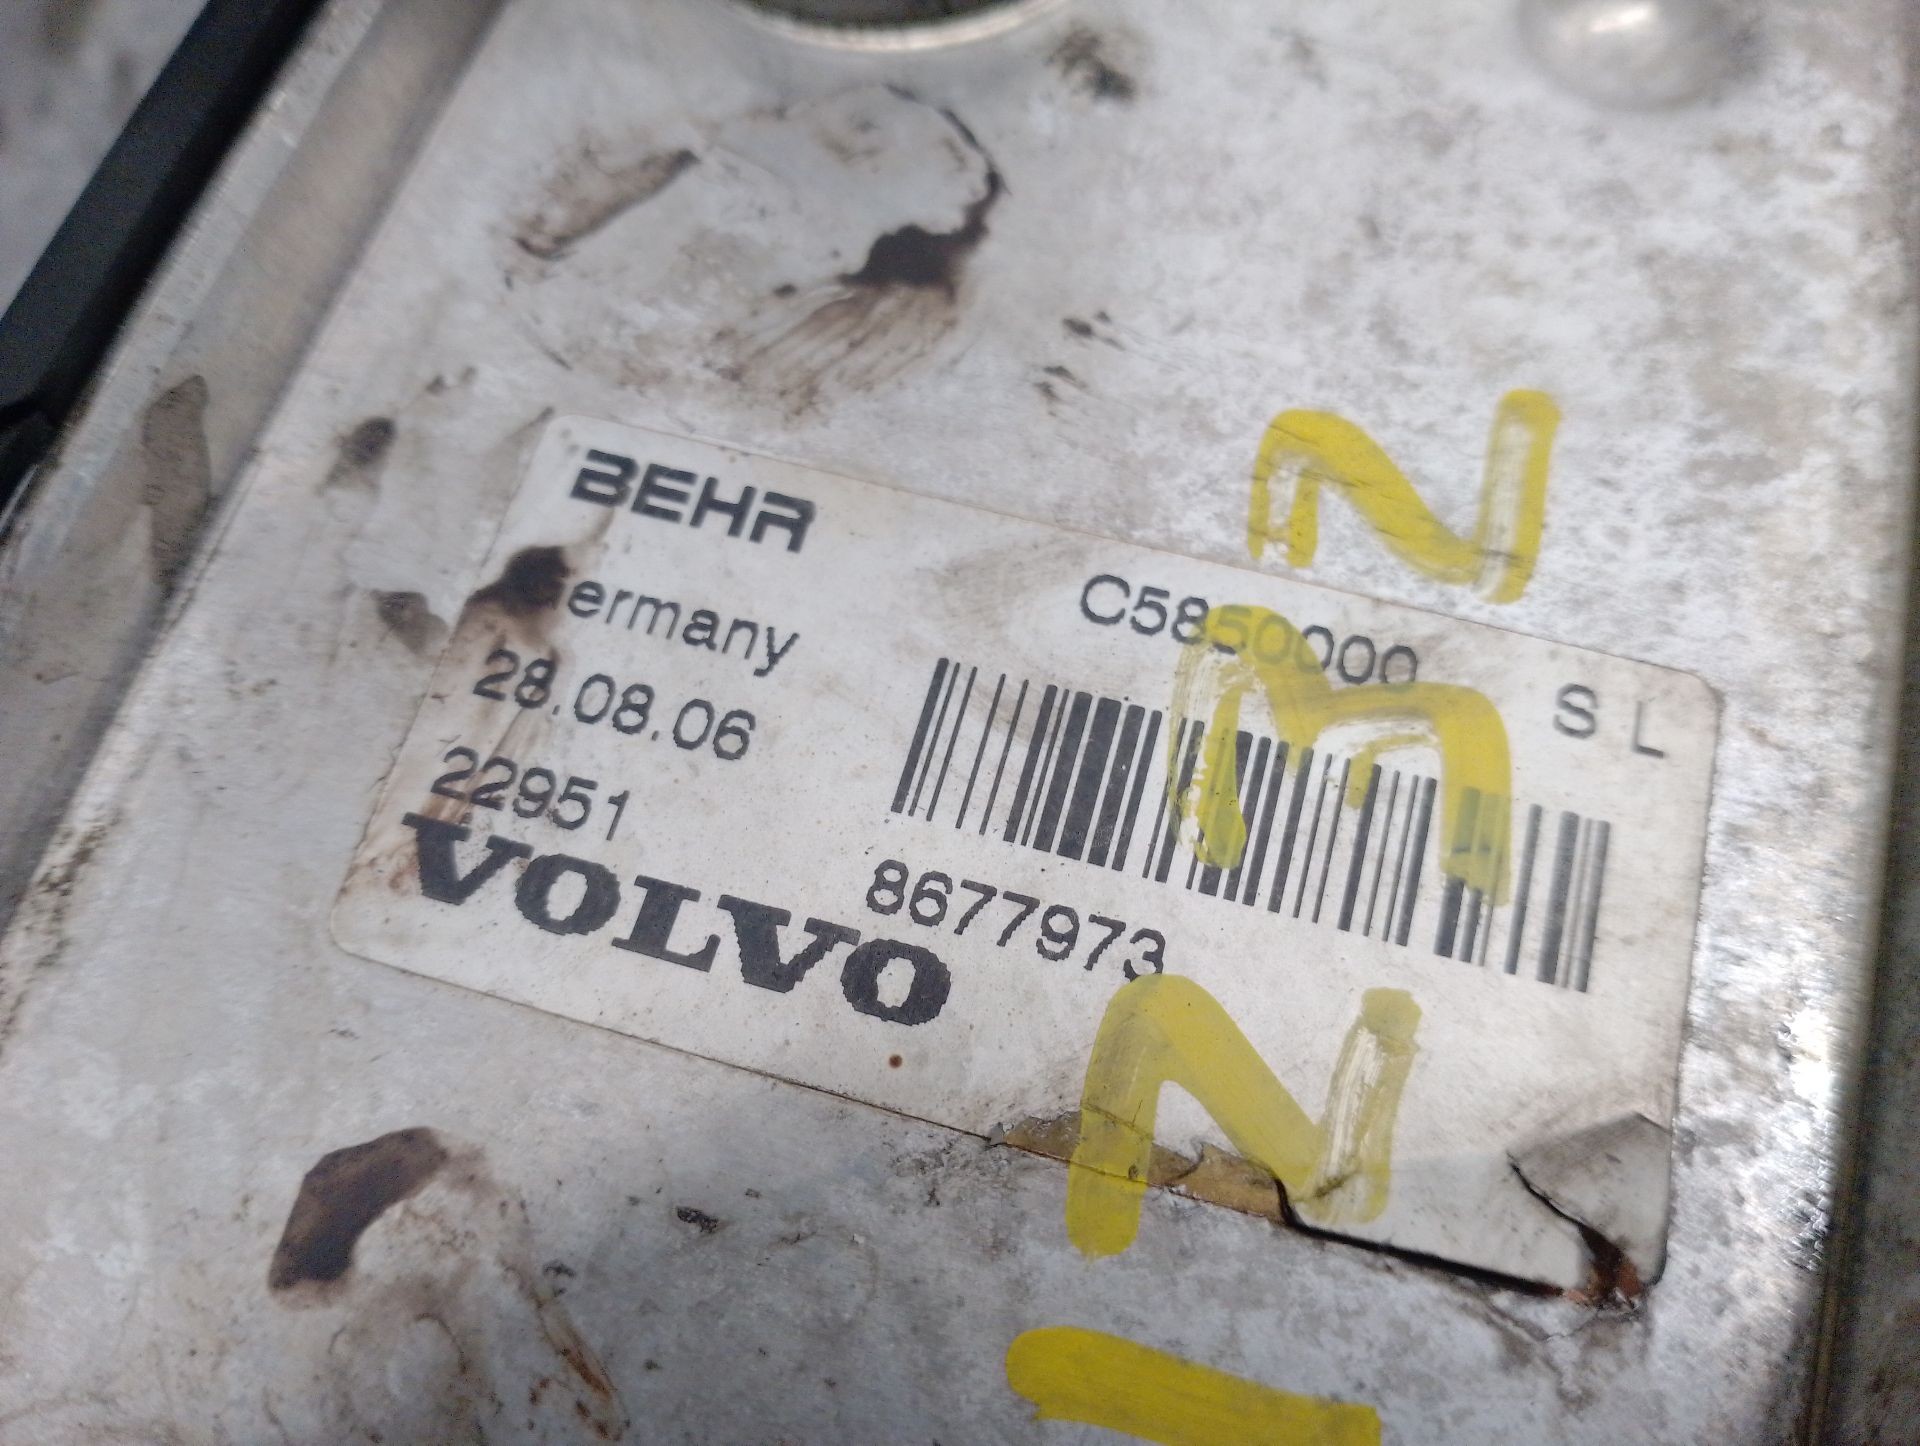 BEHR
ermany
28.08.06
22951
VOLVO
C5850000 S L
8677973